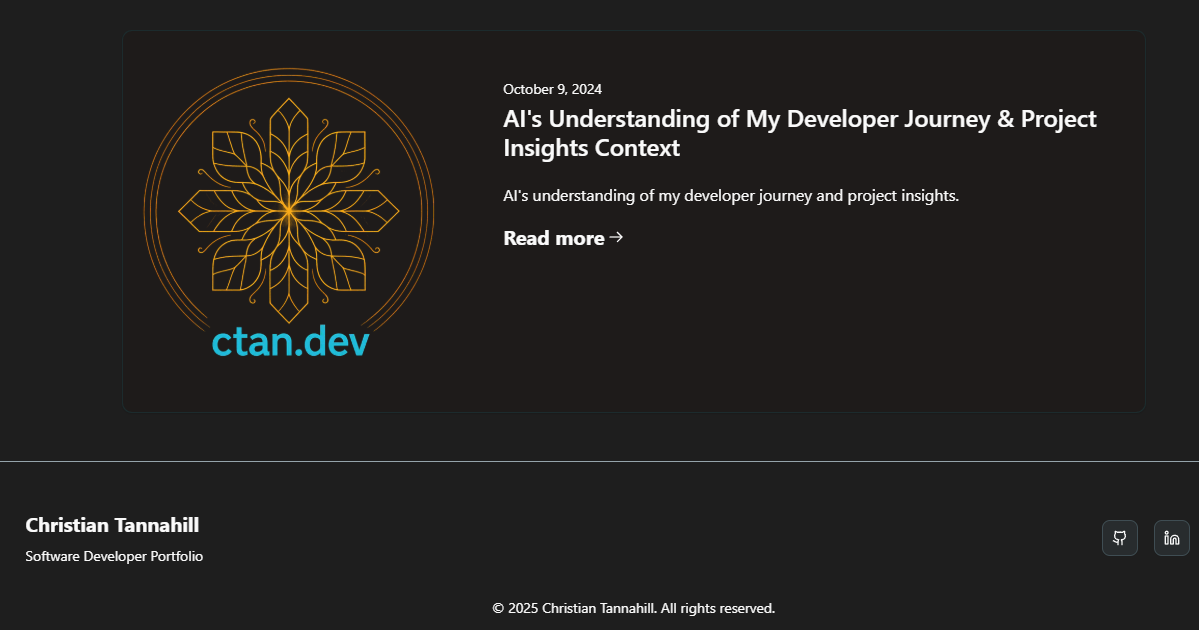 October 9, 2024
AI's Understanding of My Developer Journey & Project
Insights Context
AI's understanding of my developer journey and project insights.
Read more →
ctan.dev
Christian Tannahill
Software Developer Portfolio
in
© 2025 Christian Tannahill. All rights reserved.